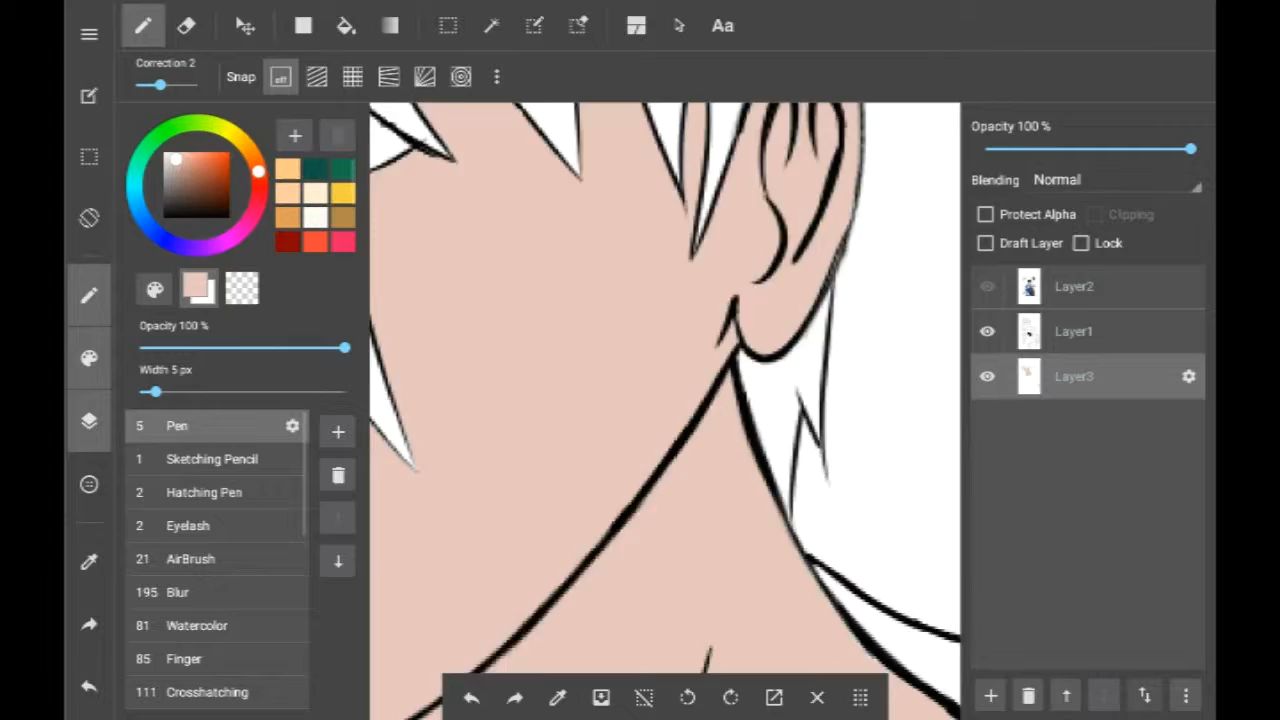 Aa
Correction 2
Snap
off
Opacity 100 %
Width 5 px
5 Pen
1 Sketching Pencil
2 Hatching Pen
2 Eyelash
21 AirBrush
195 Blur
81 Watercolor
85 Finger
111 Crosshatching
Opacity 100 %
Blending Normal
Protect Alpha Clipping
Draft Layer Lock
Layer2
Layer1
Layer3